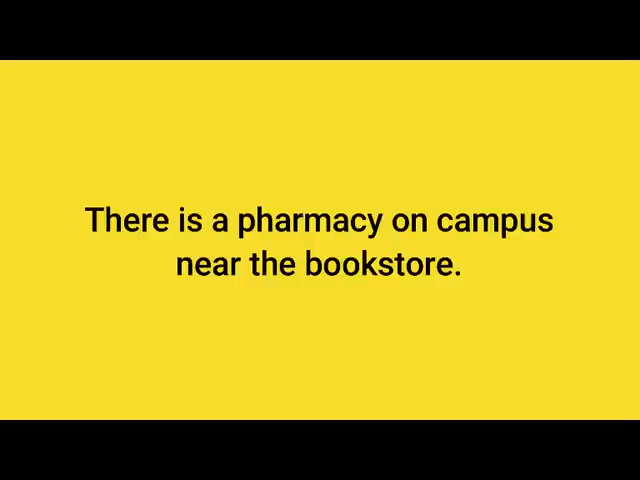 There is a pharmacy on campus
near the bookstore.